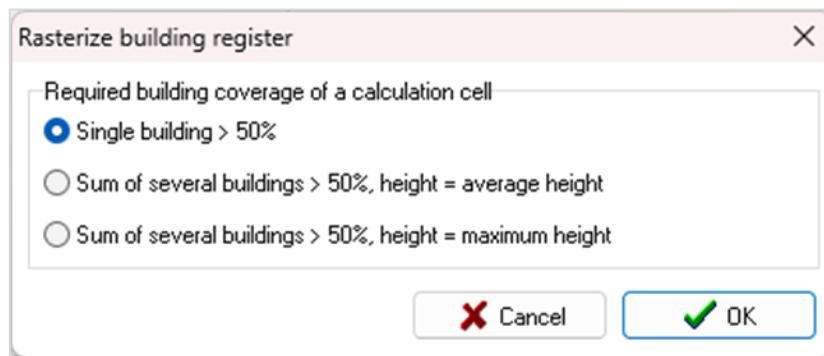 Rasterize building register
Required building coverage of a calculation cell
Single building > 50%
Sum of several buildings > 50%, height = average height
Sum of several buildings > 50%, height = maximum height
Cancel
OK